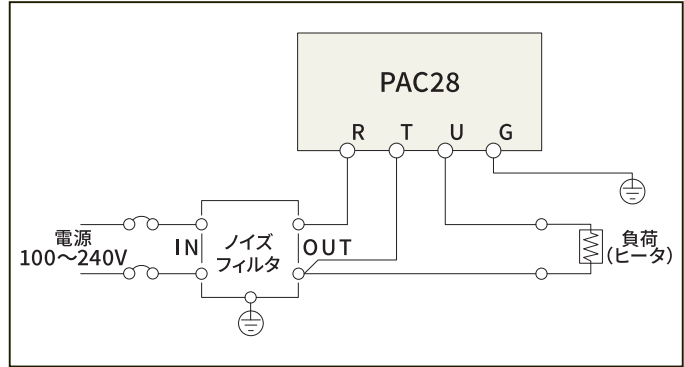 PAC28
R T U G
電源
100～240V
IN
ノイズ
フィルタ
OUT
負荷
(ヒータ)